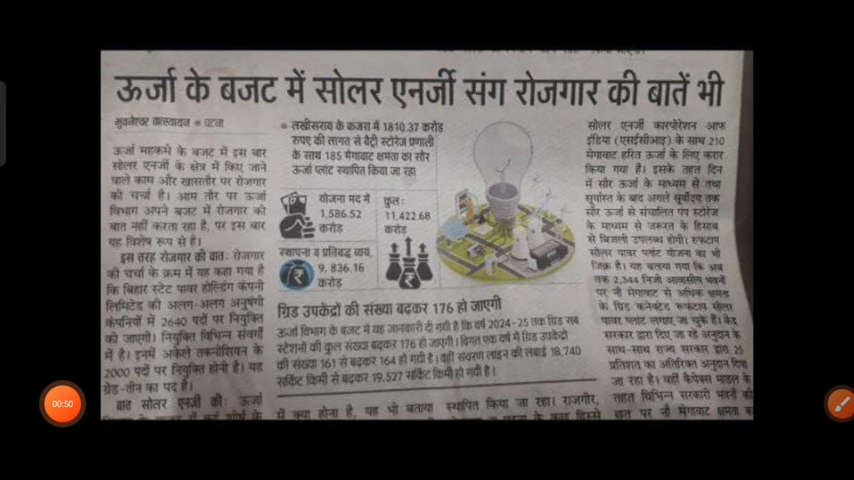 ऊर्जा के बजट में सोलर एनर्जी संग रोजगार की बातें भी
भुवनेश्वर वात्स्यायन ● पटना
ऊर्जा महकमे के बजट में इस बार
सोलर एनर्जी के क्षेत्र में किए जाने
वाले काम और खासतौर पर रोजगार
की चर्चा है। आम तौर पर ऊर्जा
विभाग अपने बजट में रोजगार की
बात नहीं करता रहा है, पर इस बार
यह विशेष रूप से है।
इस तरह रोजगार की बात: रोजगार
की चर्चा के क्रम में यह कहा गया है
कि बिहार स्टेट पावर होल्डिंग कंपनी
लिमिटेड की अलग-अलग अनुषंगी
कंपनियों में 2640 पदों पर नियुक्ति
की जाएगी। नियुक्ति विभिन्न संवर्गों
में है। इनमें अकेले तकनीशियन के
2000 पदों पर नियुक्ति होनी है। यह
ग्रेड-तीन का पद है।
बात सोलर एनर्जी की: ऊर्जा
● लखीसराय के कजरा में 1810.37 करोड़
रुपए की लागत से बैट्री स्टोरेज प्रणाली
के साथ 185 मेगावाट क्षमता का सौर
ऊर्जा प्लांट स्थापित किया जा रहा
योजना मद में
1,586.52
करोड़
कुल:
11,422.68
करोड़
स्थापना व प्रतिबद्ध व्यय,
9, 836.16
करोड़
ग्रिड उपकेंद्रों की संख्या बढ़कर 176 हो जाएगी
ऊर्जा विभाग के बजट में यह जानकारी दी गयी है कि वर्ष 2024-25 तक ग्रिड सब
स्टेशनों की कुल संख्या बढ़कर 176 हो जाएगी। विगत एक वर्ष में ग्रिड उपकेंद्रों
की संख्या 161 से बढ़कर 164 हो गयी है। वहीं संचरण लाइन की लंबाई 18,740
सर्किट किमी से बढ़कर 19,527 सर्किट किमी हो गयी है।
में क्या होना है, यह भी बताया
स्थापित किया जा रहा। राजगीर,
सोलर एनर्जी कारपोरेशन आफ
इंडिया (एसईसीआइ) के साथ 210
मेगावाट हरित ऊर्जा के लिए करार
किया गया है। इसके तहत दिन
में सौर ऊर्जा के माध्यम से तथा
सूर्यास्त के बाद अगले सूर्योदय तक
सौर ऊर्जा से संचालित पंप स्टोरेज
के माध्यम से जरूरत के हिसाब
से बिजली उपलब्ध होगी। रुफटाप
सोलर पावर प्लांट योजना का भी
जिक्र है। यह बताया गया कि अब
तक 2,344 निजी आवासीय भवनों
पर नौ मेगावाट से अधिक क्षमता
के ग्रिड कनेक्टेड रूफटाप सोलर
पावर प्लांट लगाए जा चुके हैं। केंद्र
सरकार द्वारा दिए जा रहे अनुदान के
साथ-साथ राज्य सरकार द्वारा 25
प्रतिशत का अतिरिक्त अनुदान दिया
जा रहा है। वहीं कैपेक्स माडल के
तहत विभिन्न सरकारी भवनों की
छत पर नौ मेगावाट क्षमता के
00:50